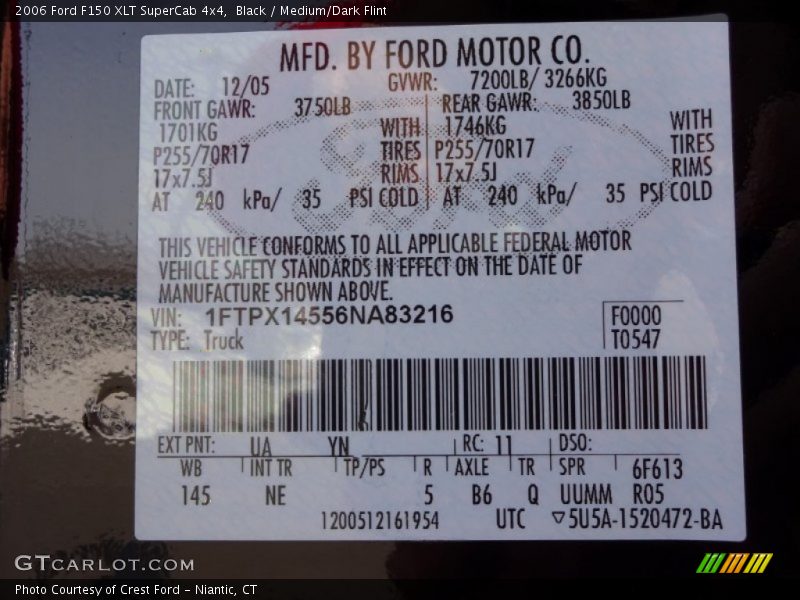 2006 Ford F150 XLT SuperCab 4x4, Black / Medium/Dark Flint
MFD. BY FORD MOTOR CO.
DATE: 12/05 GVWR: 7200LB/ 3266KG
FRONT GAWR: 3750LB REAR GAWR: 3850LB
1701KG WITH 1746KG WITH
P255/70R17 TIRES P255/70R17 TIRES
17x7.5J RIMS 17x7.5J RIMS
AT 240 kPa/ 35 PSI COLD AT 240 kPa/ 35 PSI COLD
THIS VEHICLE CONFORMS TO ALL APPLICABLE FEDERAL MOTOR
VEHICLE SAFETY STANDARDS IN EFFECT ON THE DATE OF
MANUFACTURE SHOWN ABOVE.
VIN: 1FTPX14556NA83216 F0000
TYPE: Truck T0547
EXT PNT: UA YN RC: 11 DSO:
WB INT TR TP/PS R AXLE TR SPR 6F613
145 NE 5 B6 Q UUMM R05
1200512161954 UTC ▽5U5A-1520472-BA
GTCARLOT.COM
Photo Courtesy of Crest Ford - Niantic, CT